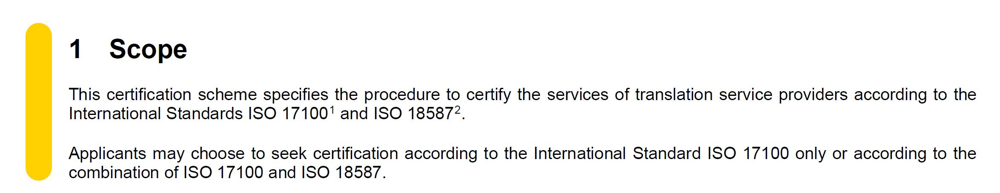 1 Scope
This certification scheme specifies the procedure to certify the services of translation service providers according to the
International Standards ISO 17100¹ and ISO 18587².
Applicants may choose to seek certification according to the International Standard ISO 17100 only or according to the
combination of ISO 17100 and ISO 18587.